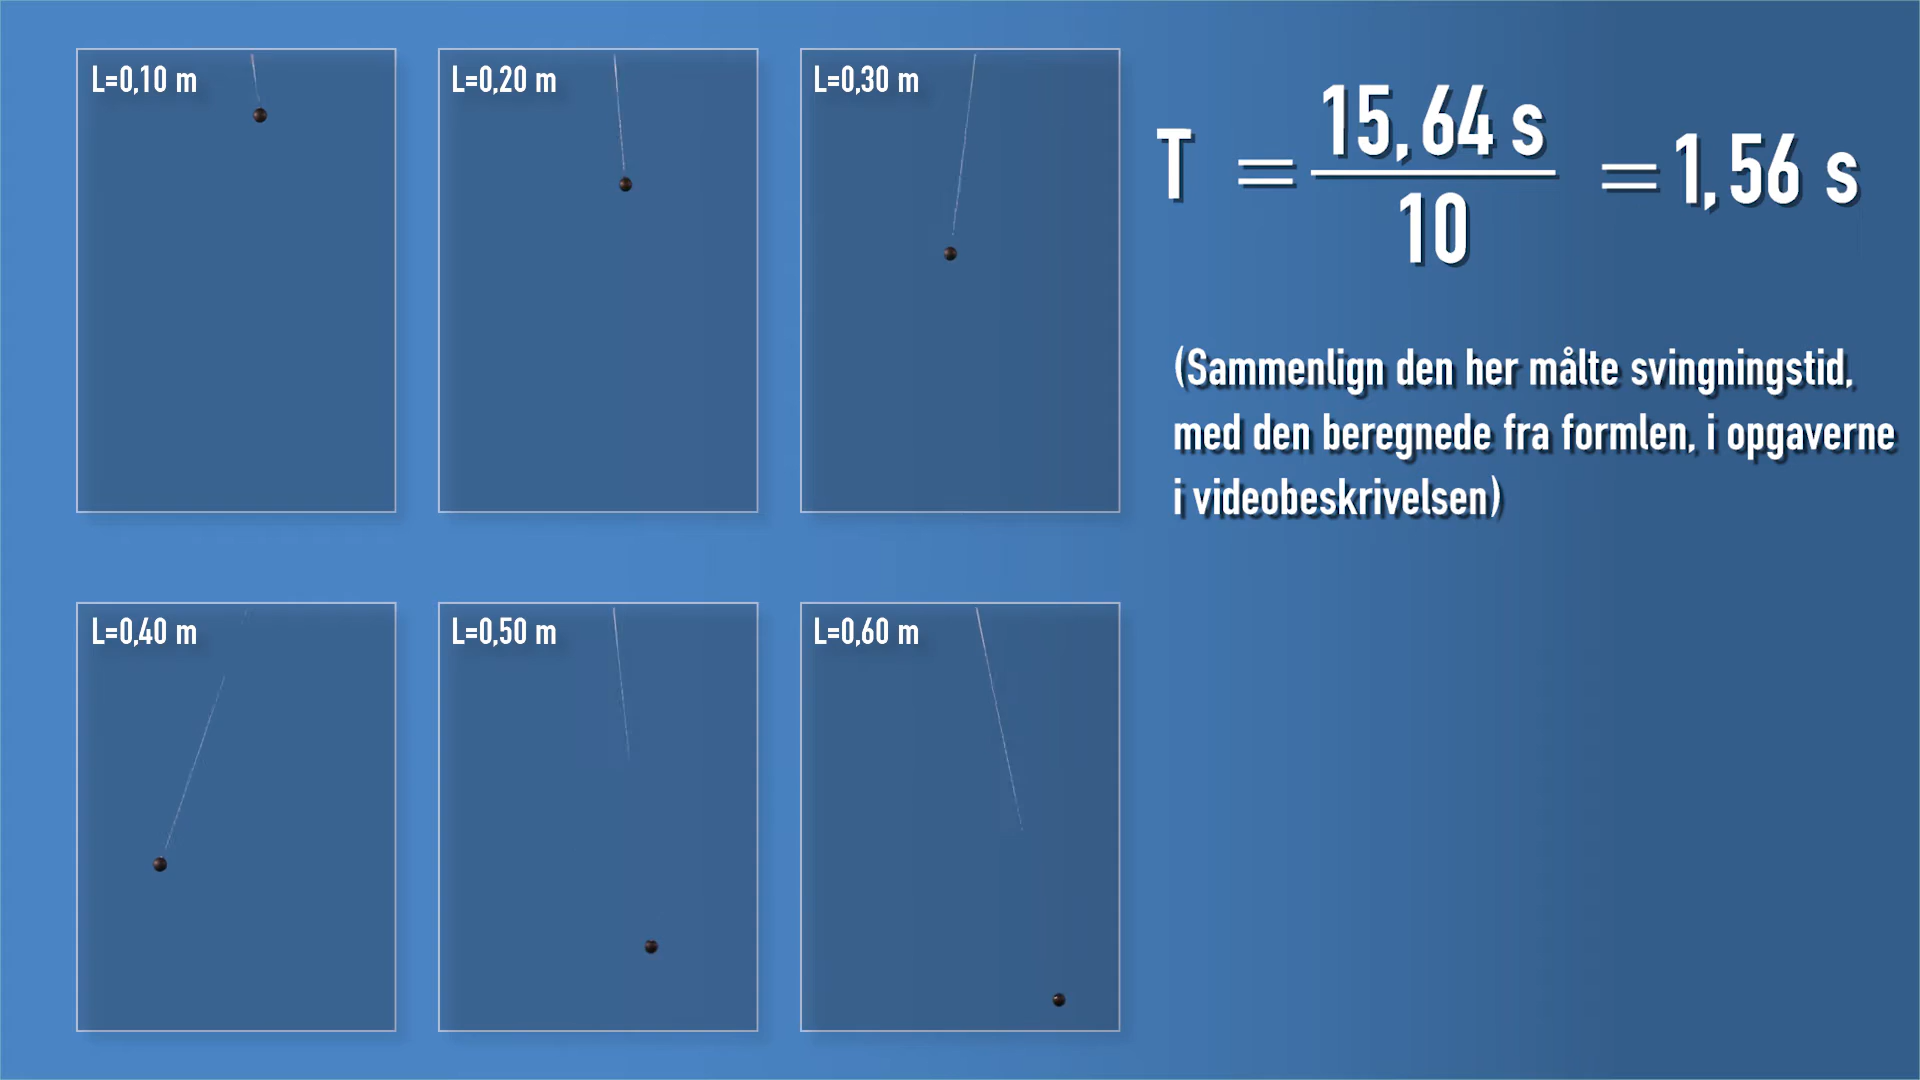 L=0,10 m
L=0,20 m
L=0,30 m
T = 15,64 s / 10 = 1,56 s
(Sammenlign den her målte svingningstid,
med den beregnede fra formlen, i opgaverne
i videobeskrivelsen)
L=0,40 m
L=0,50 m
L=0,60 m